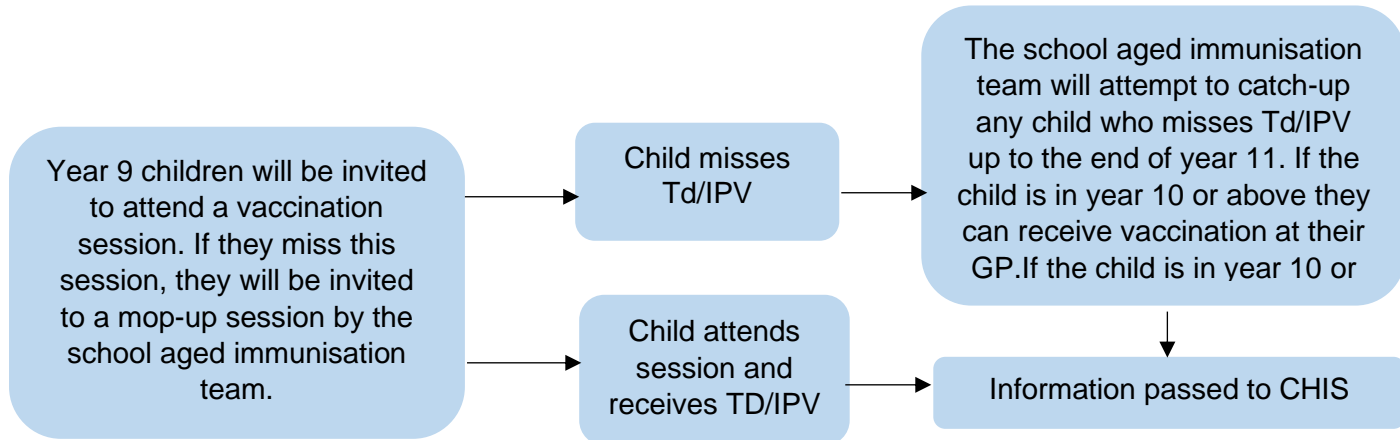 Year 9 children will be invited
to attend a vaccination
session. If they miss this
session, they will be invited
to a mop-up session by the
school aged immunisation
team.
Child misses
Td/IPV
The school aged immunisation
team will attempt to catch-up
any child who misses Td/IPV
up to the end of year 11. If the
child is in year 10 or above they
can receive vaccination at their
GP.If the child is in year 10 or
Child attends
session and
receives TD/IPV
Information passed to CHIS